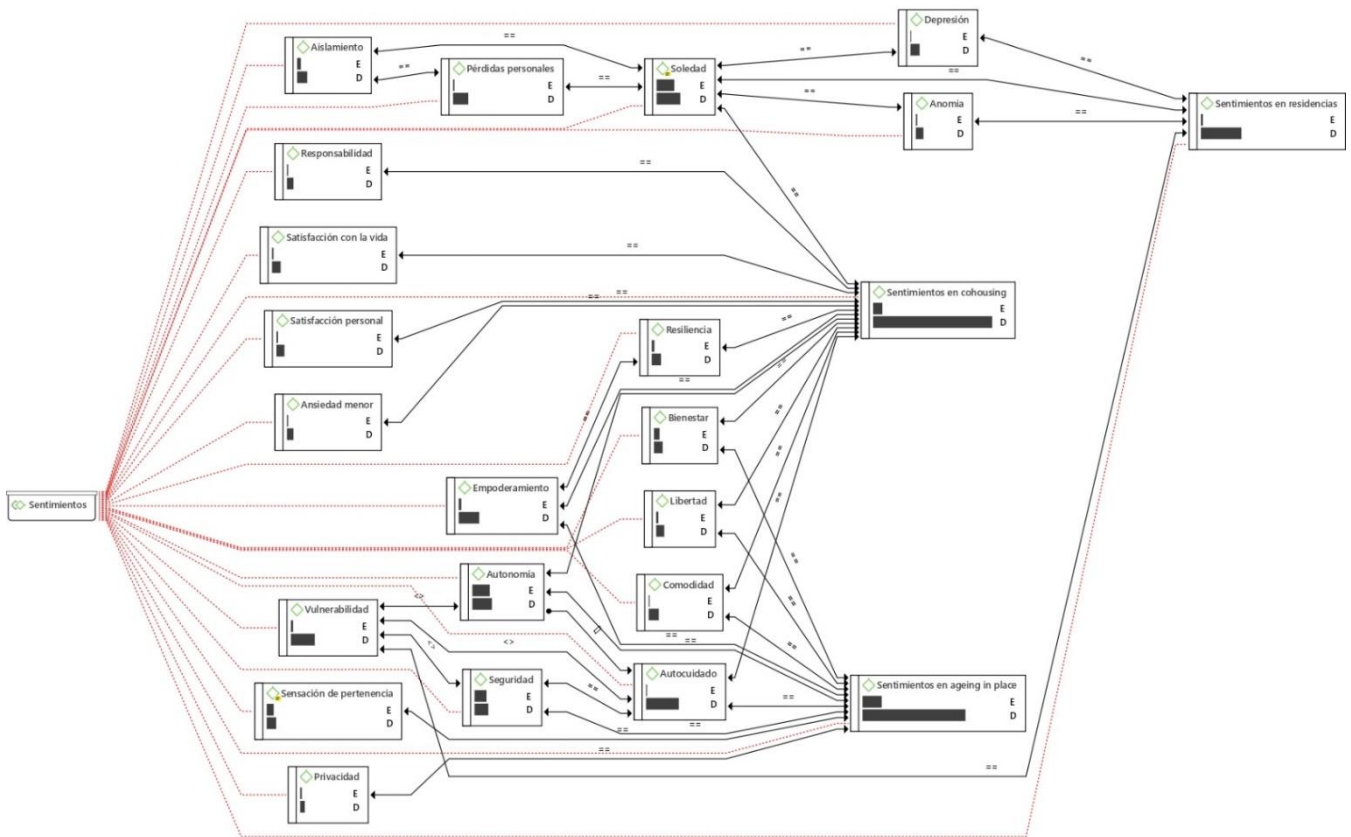 Depresión
E
D
Aislamiento
E
D
==
==
Pérdidas personales
E
D
==
Soledad
E
D
==
==
==
Anomia
E
D
==
==
Sentimientos en residencias
E
D
Responsabilidad
E
D
==
==
Satisfacción con la vida
E
D
==
Sentimientos en cohousing
E
D
==
==
Satisfacción personal
E
D
Resiliencia
E
D
==
==
==
Ansiedad menor
E
D
==
Bienestar
E
D
==
==
Empoderamiento
E
D
Sentimientos
Libertad
E
D
==
==
==
Autonomía
E
D
Comodidad
E
D
==
==
Vulnerabilidad
E
D
<>
<>
<>
==
==
Seguridad
E
D
==
Autocuidado
E
D
==
Sentimientos en ageing in place
E
D
Sensación de pertenencia
E
D
==
==
==
==
Privacidad
E
D